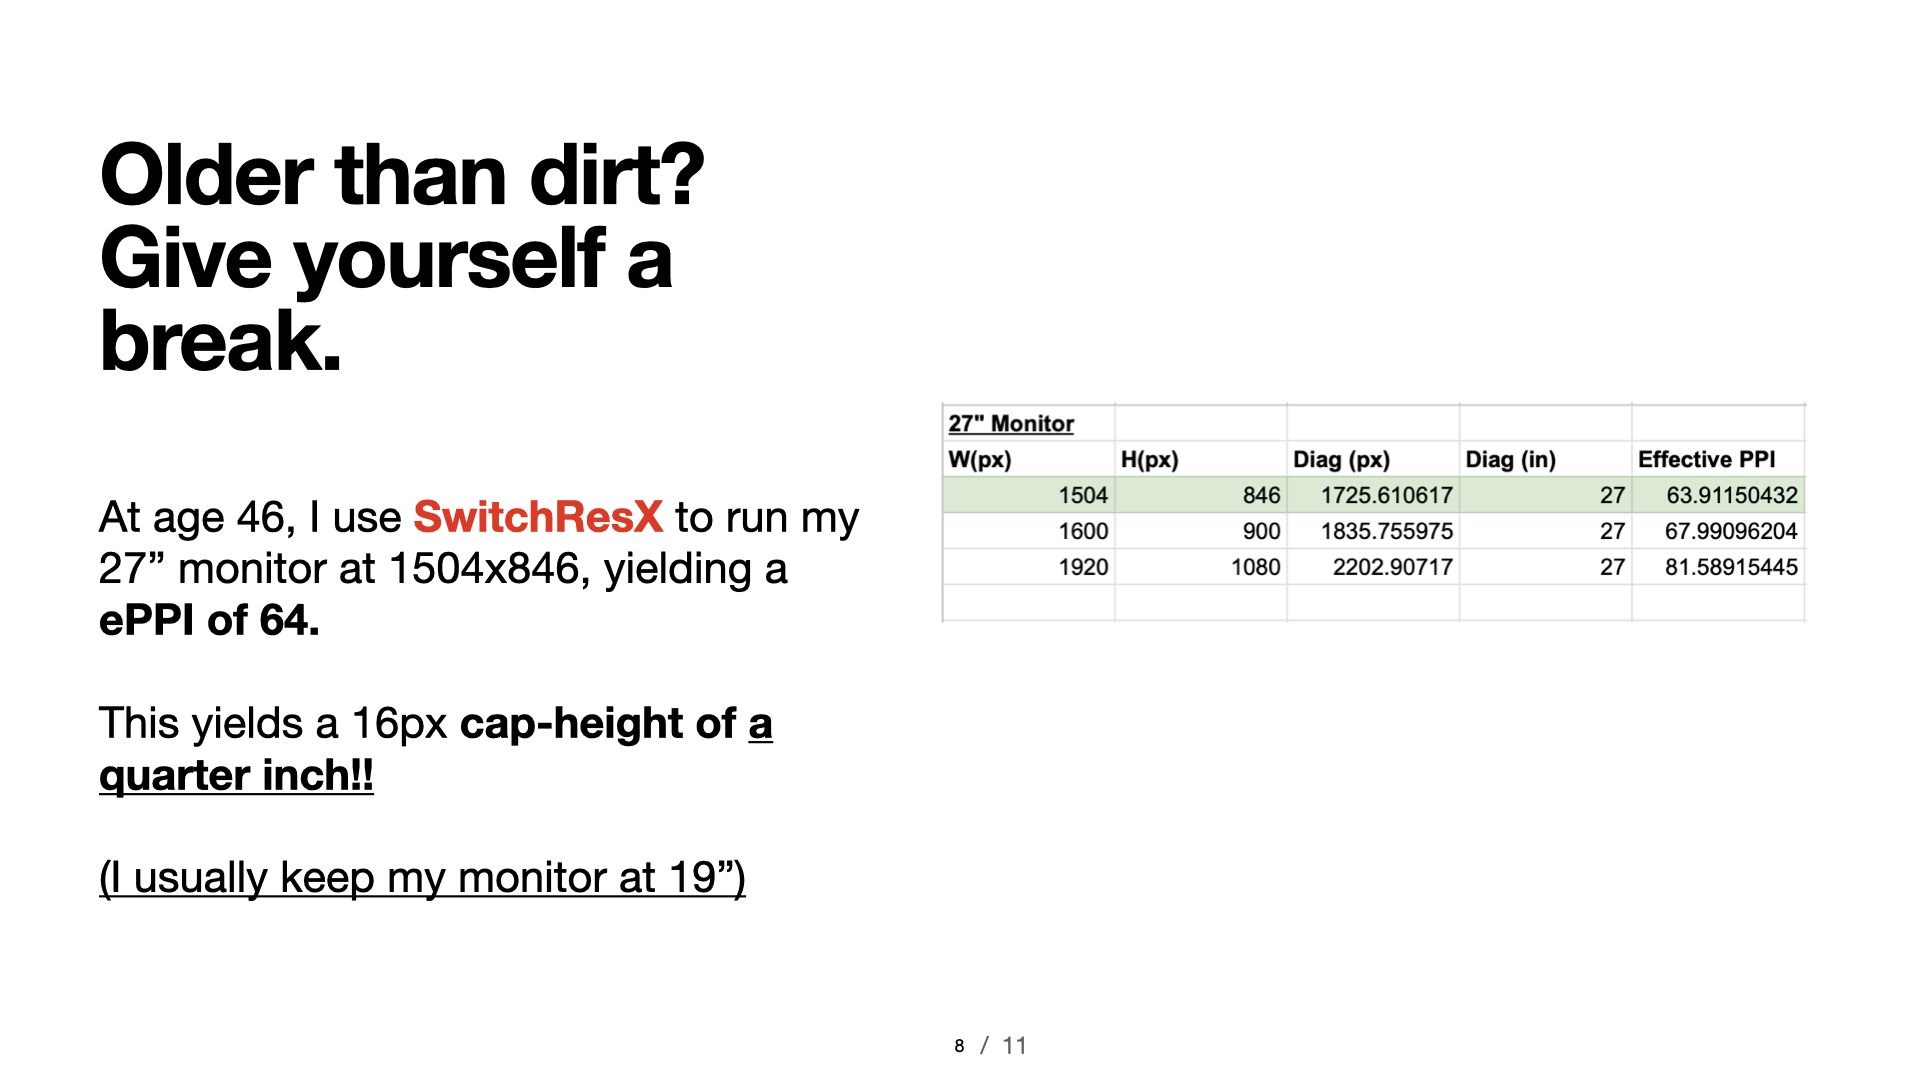 Older than dirt?
Give yourself a
break.
At age 46, I use SwitchResX to run my
27” monitor at 1504x846, yielding a
ePPI of 64.
This yields a 16px cap-height of a
quarter inch!!
(I usually keep my monitor at 19”)
27" Monitor
W(px) H(px) Diag (px) Diag (in) Effective PPI
1504 846 1725.610617 27 63.91150432
1600 900 1835.755975 27 67.99096204
1920 1080 2202.90717 27 81.58915445
8 / 11